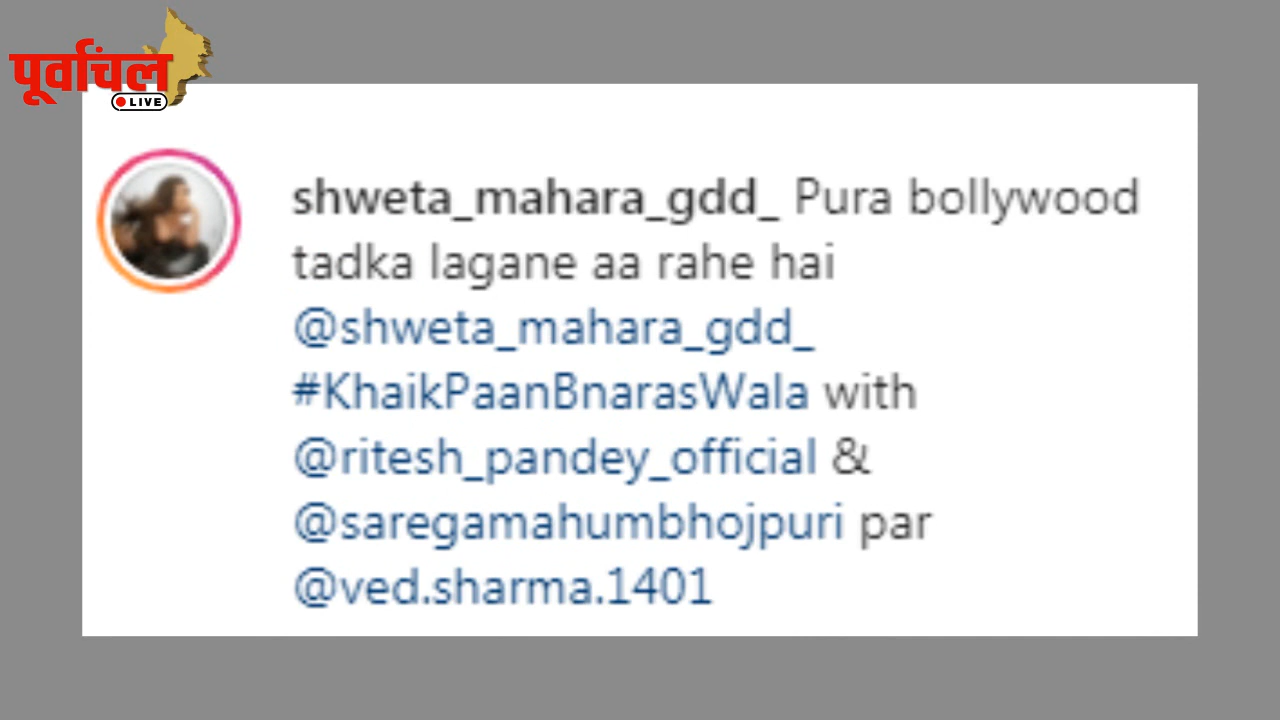 पूर्वांचल
LIVE
shweta_mahara_gdd_ Pura bollywood
tadka lagane aa rahe hai
@shweta_mahara_gdd_
#KhaikPaanBnarasWala with
@ritesh_pandey_official &
@saregamahumbhojpuri par
@ved.sharma.1401